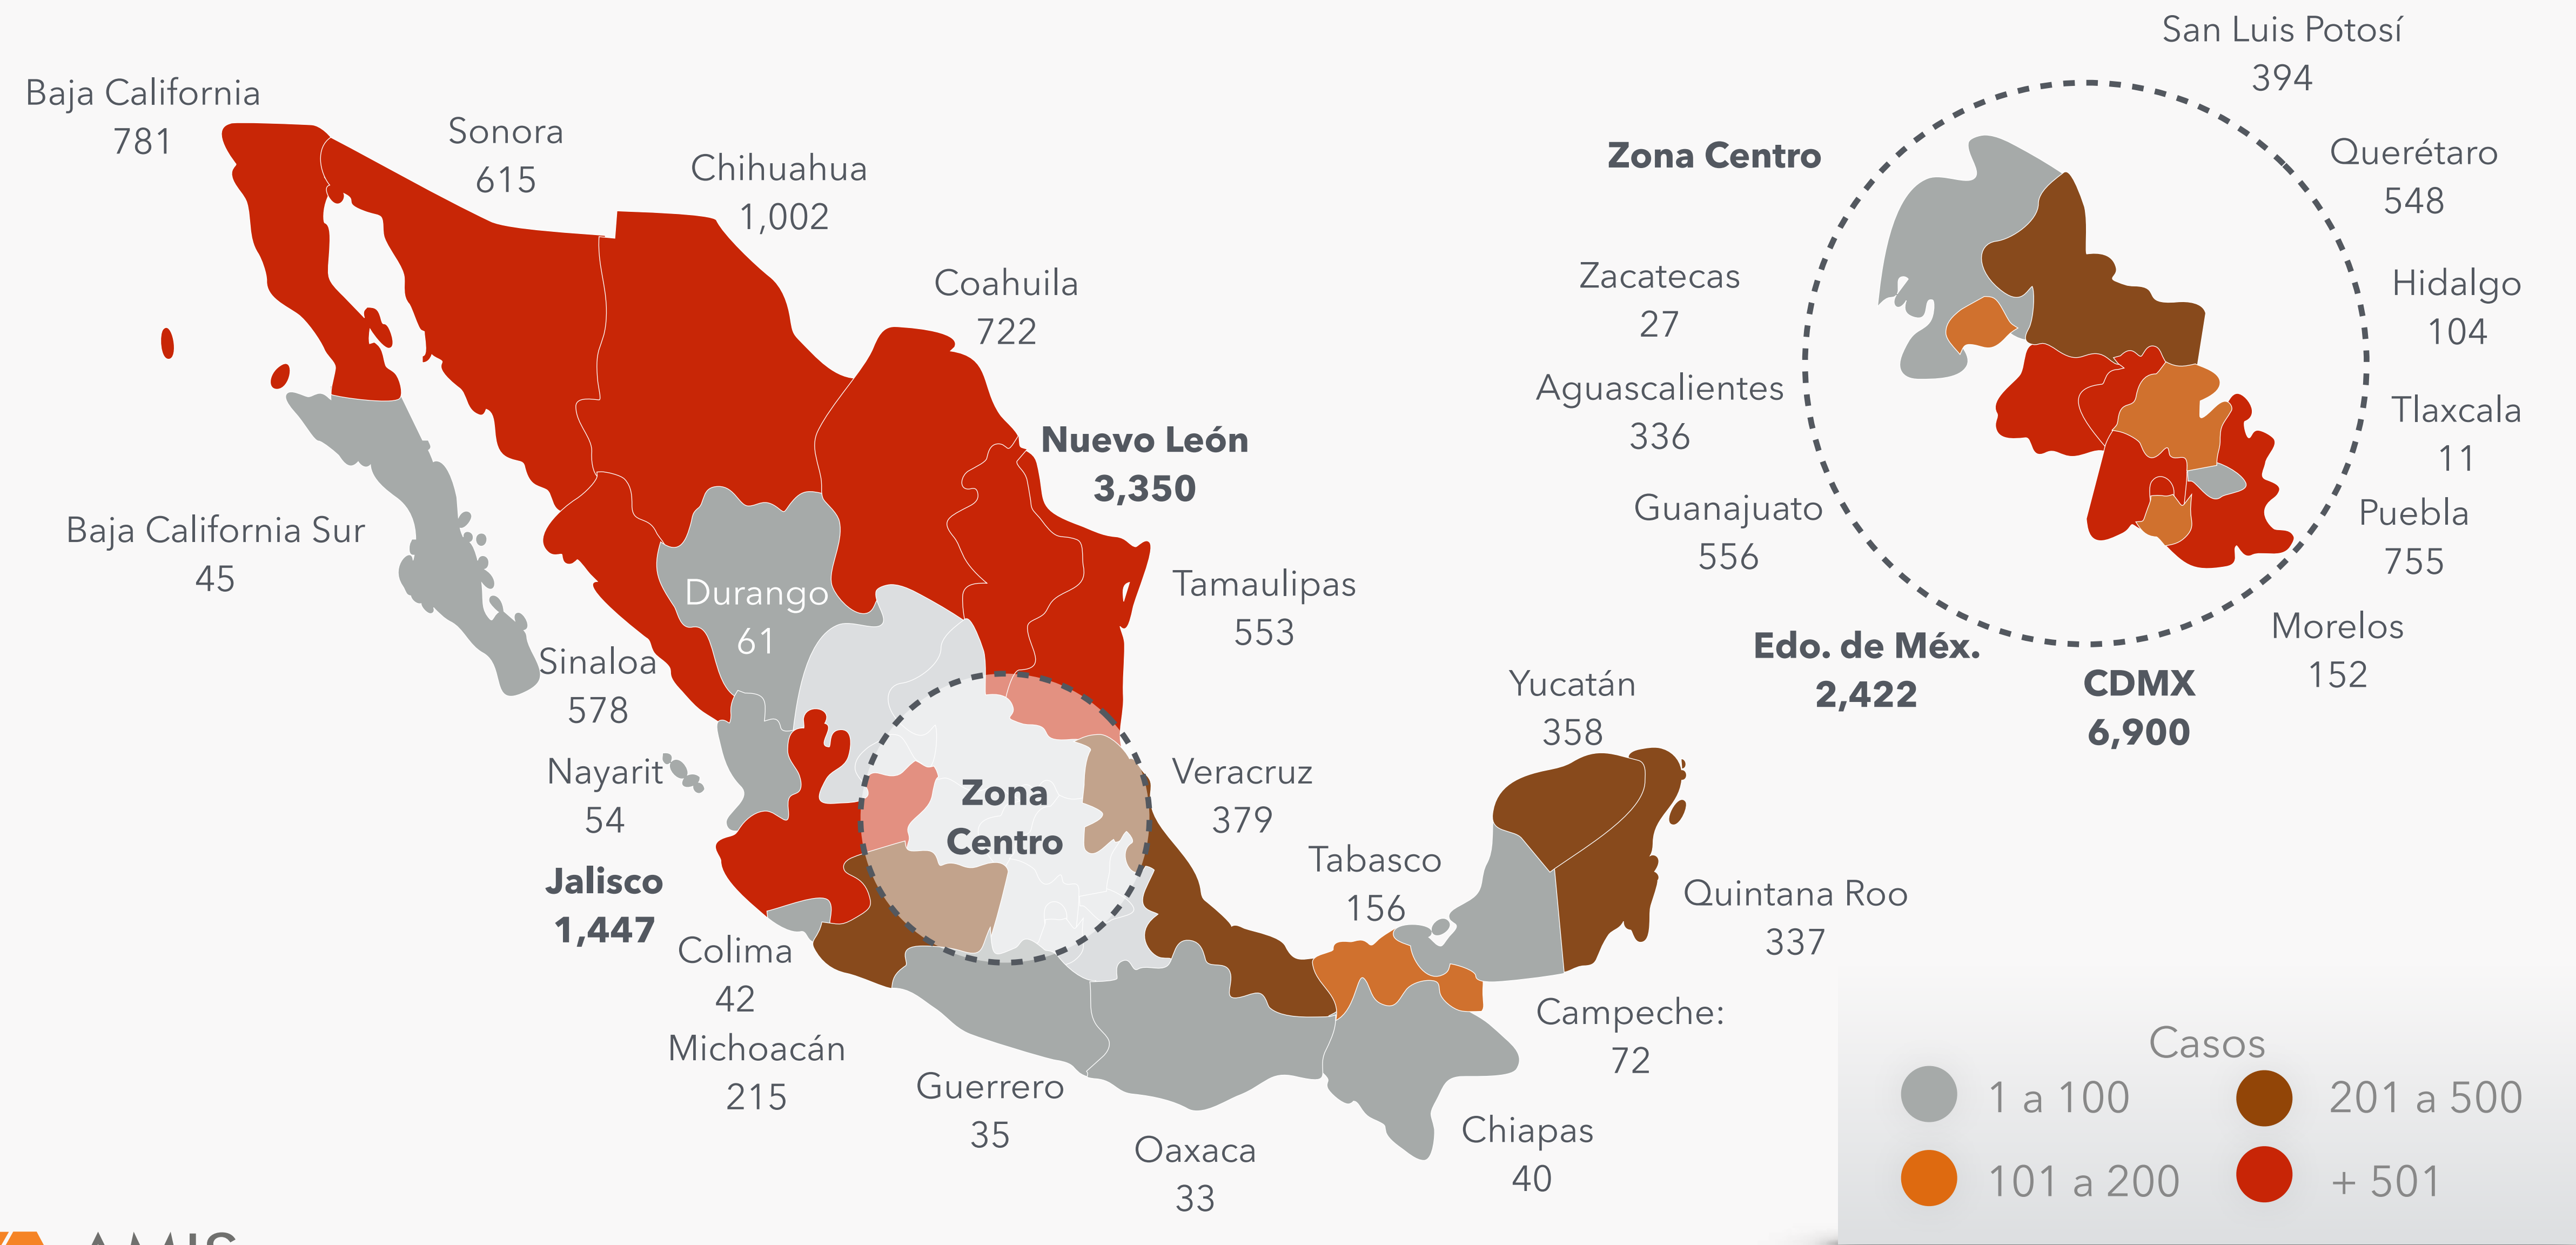 Baja California
781
Sonora
615
Chihuahua
1,002
Coahuila
722
Nuevo León
3,350
Tamaulipas
553
Baja California Sur
45
Durango
61
Sinaloa
578
Nayarit
54
Jalisco
1,447
Colima
42
Michoacán
215
Zona
Centro
Veracruz
379
Guerrero
35
Oaxaca
33
Tabasco
156
Yucatán
358
Quintana Roo
337
Campeche:
72
Chiapas
40
Zona Centro
San Luis Potosí
394
Querétaro
548
Hidalgo
104
Tlaxcala
11
Puebla
755
Morelos
152
CDMX
6,900
Edo. de Méx.
2,422
Guanajuato
556
Aguascalientes
336
Zacatecas
27
Casos
1 a 100
201 a 500
101 a 200
+ 501
AMIS